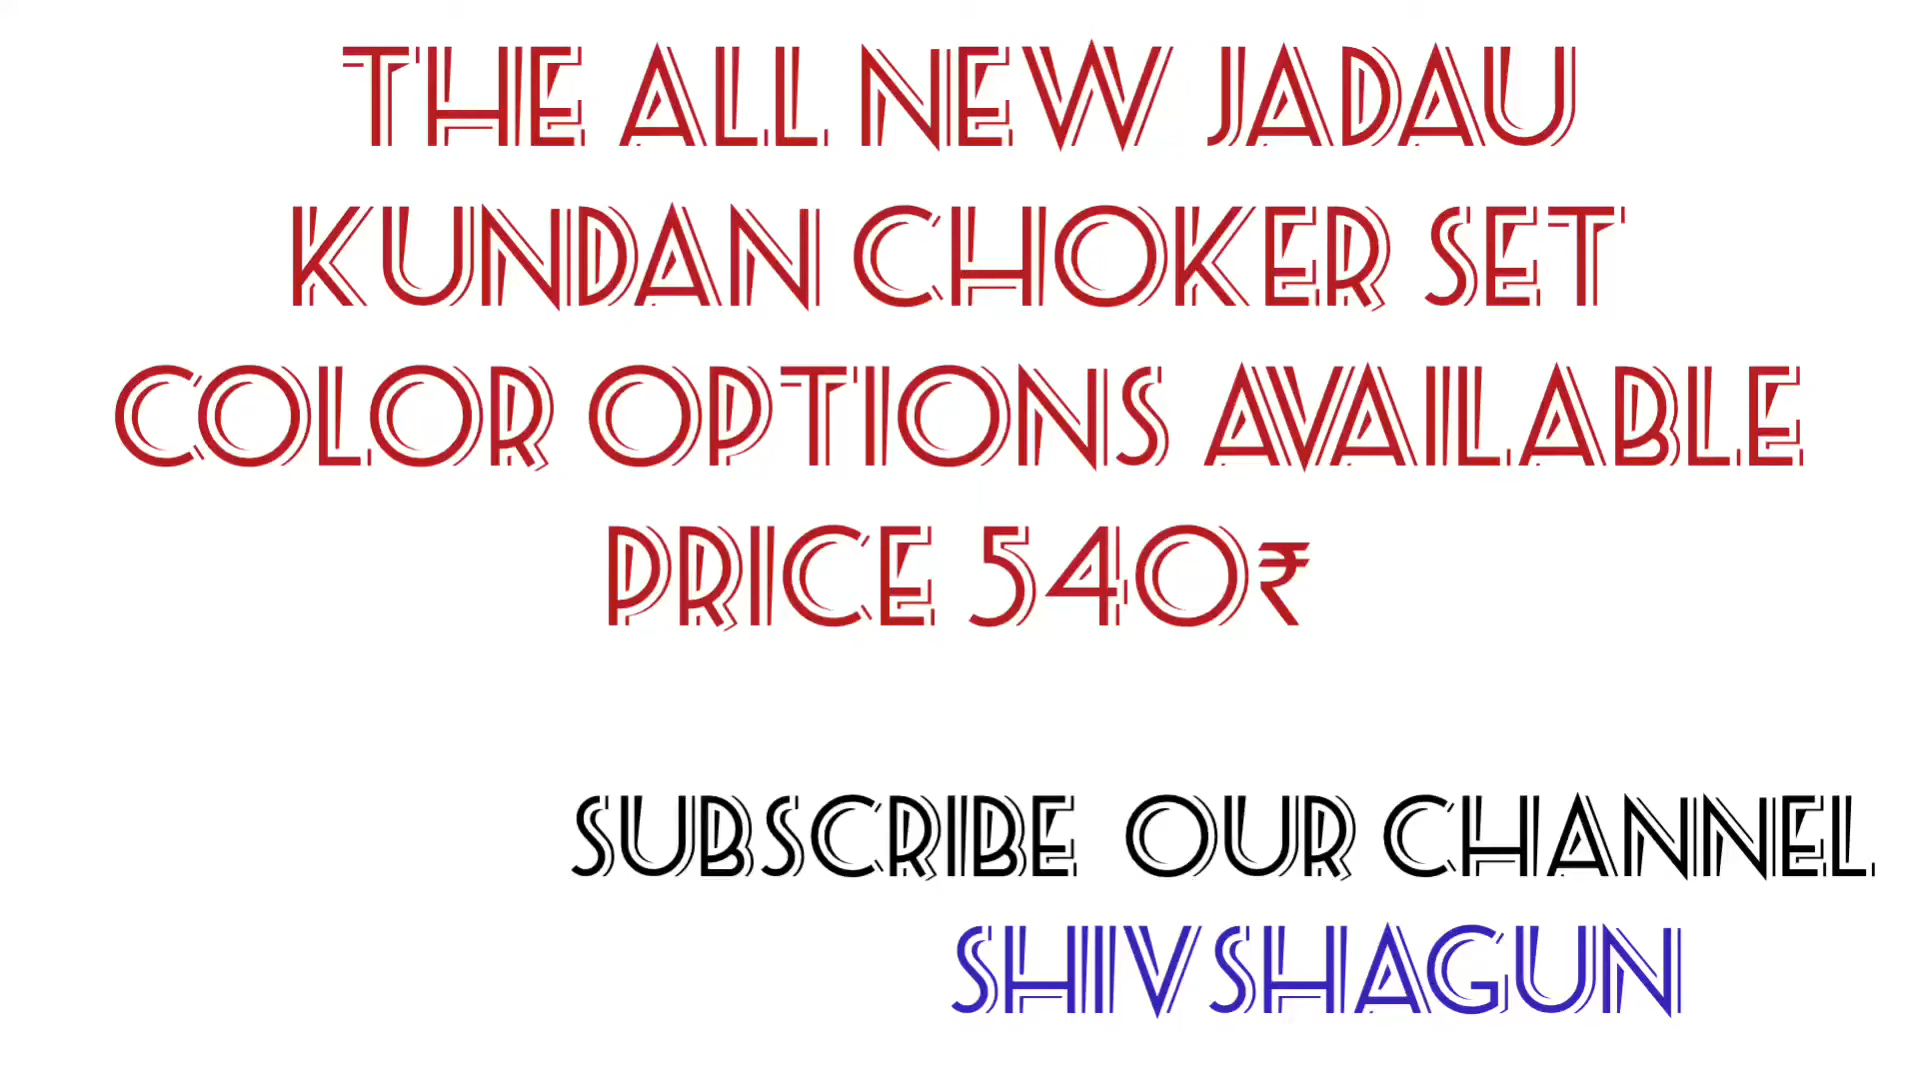 THE ALL NEW JADAU
KUNDAN CHOKER SET
COLOR OPTIONS AVAILABLE
PRICE 540₹
SUBSCRIBE OUR CHANNEL
SHIVSHAGUN